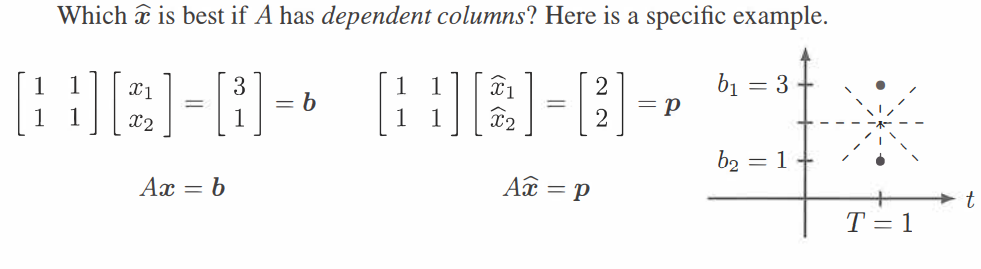 Which x̂ is best if A has dependent columns? Here is a specific example.
[1 1; 1 1] [x₁; x₂] = [3; 1] = b
[1 1; 1 1] [x̂₁; x̂₂] = [2; 2] = p
Ax = b
Ax̂ = p
b₁ = 3
b₂ = 1
t
T = 1